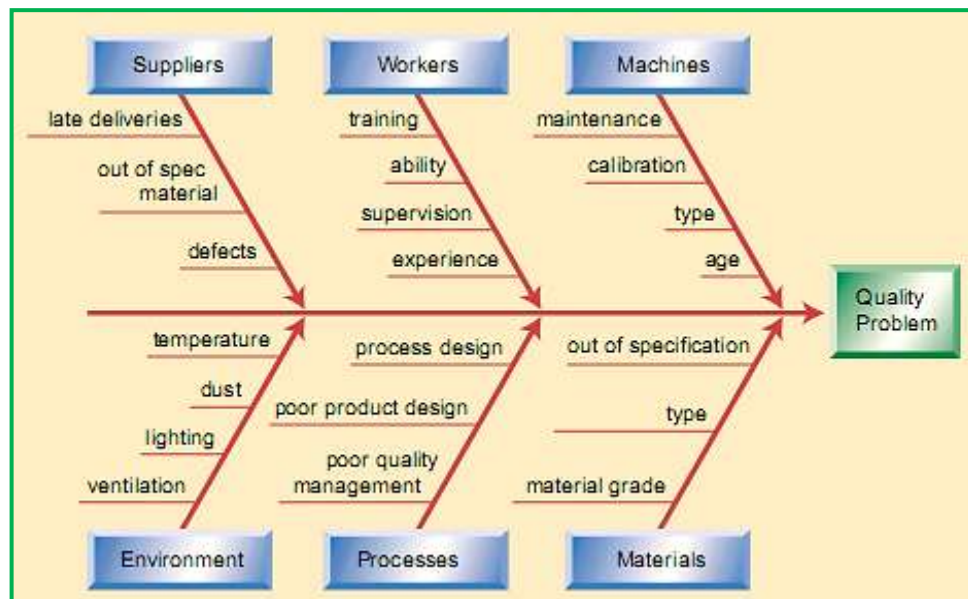 Suppliers
Workers
Machines
late deliveries
out of spec
material
defects
training
ability
supervision
experience
maintenance
calibration
type
age
Quality
Problem
temperature
dust
lighting
ventilation
process design
poor product design
poor quality
management
out of specification
type
material grade
Environment
Processes
Materials